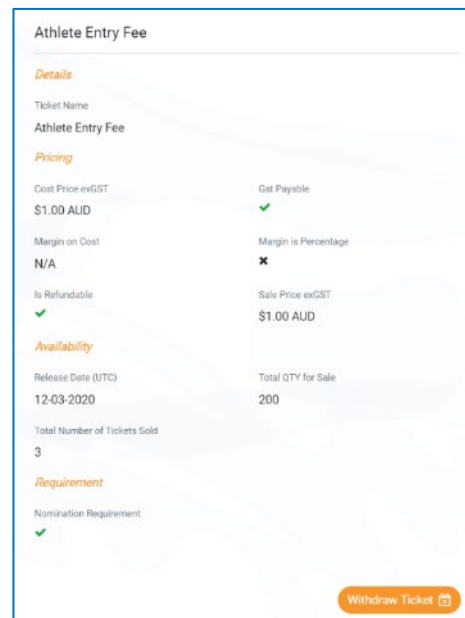 Athlete Entry Fee
Details
Ticket Name
Athlete Entry Fee
Pricing
Cost Price exGST
Gst Payable
$1.00 AUD
Margin on Cost
Margin is Percentage
N/A
Is Refundable
Sale Price exGST
$1.00 AUD
Availability
Release Date (UTC)
Total QTY for Sale
12-03-2020
200
Total Number of Tickets Sold
3
Requirement
Nomination Requirement
Withdraw Ticket